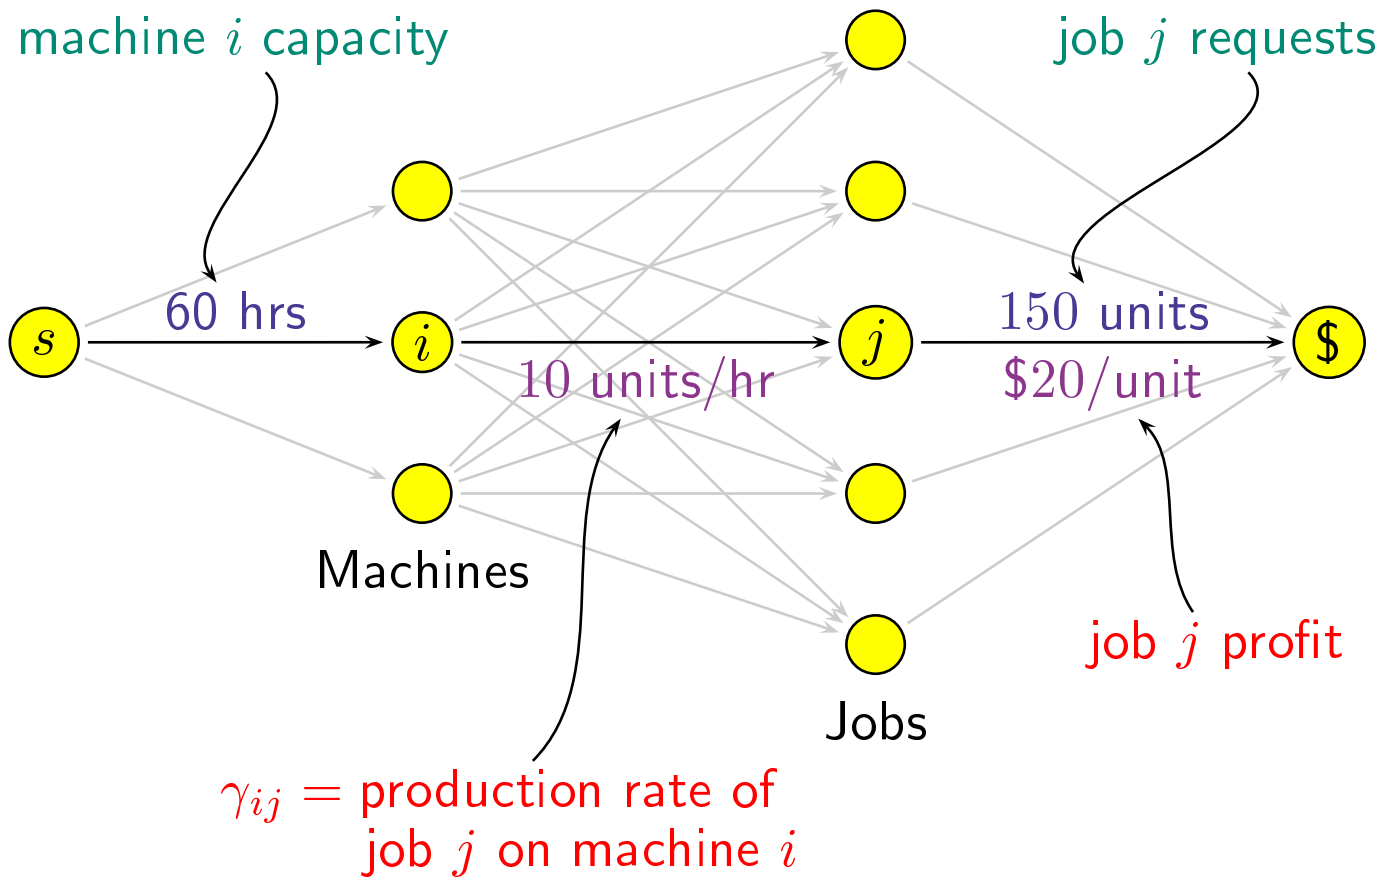 machine i capacity
job j requests
60 hrs
150 units
s
i
j
$
10 units/hr
$20/unit
Machines
job j profit
Jobs
γij = production rate of
job j on machine i